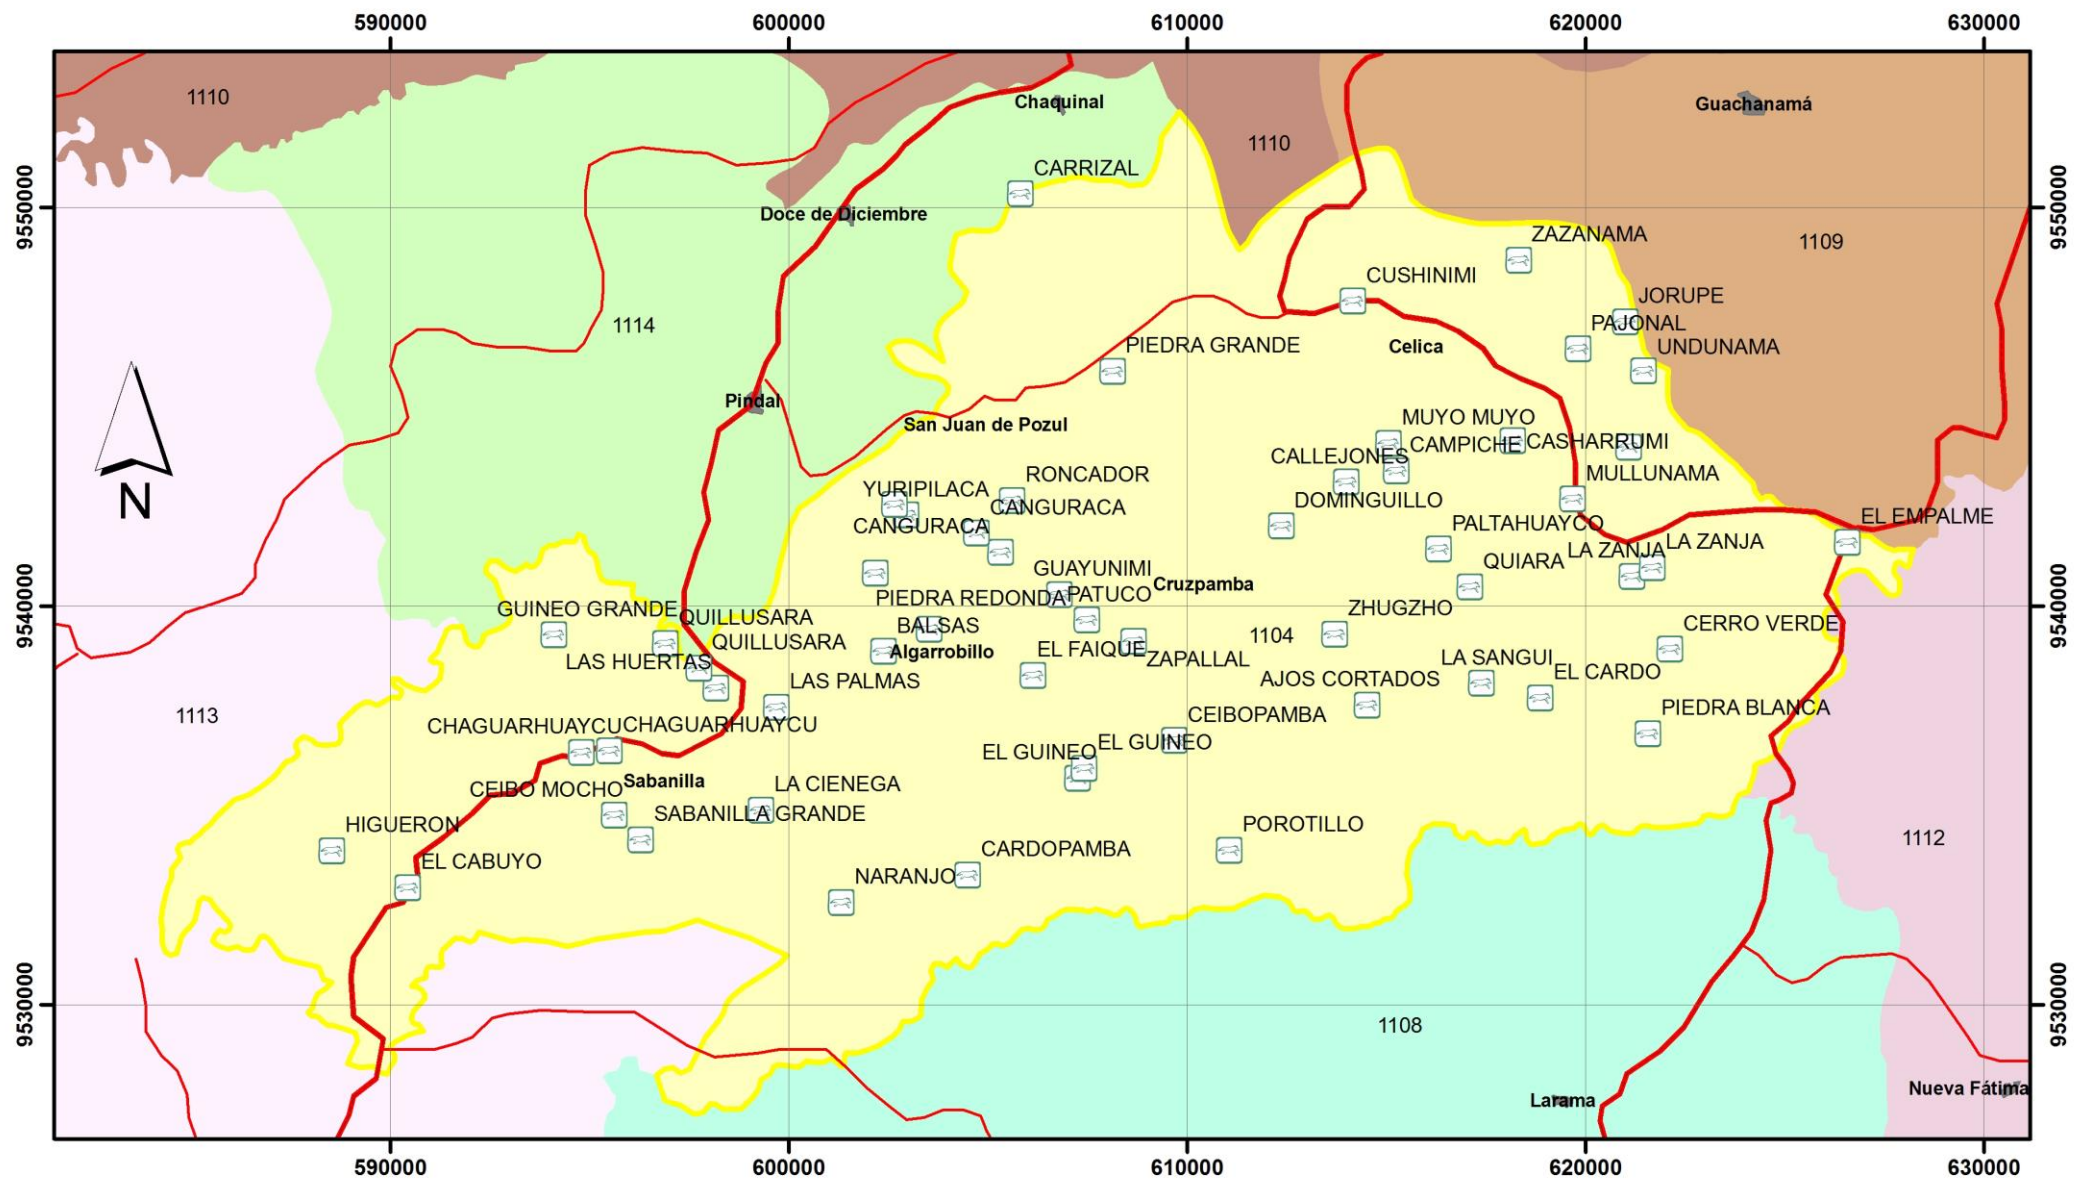 590000
600000
610000
620000
630000
1110
Chaquinal
Guachanamá
1110
CARRIZAL
9550000
9550000
Doce de Diciembre
ZAZANAMA
1109
CUSHINIMI
JORUPE
1114
PAJONAL
PIEDRA GRANDE
Celica
UNDUNAMA
Pindal
MUYO MUYO
San Juan de Pozul
CAMPICHE
CASHARRUMI
CALLEJONES
RONCADOR
MULLUNAMA
YURIPILACA
DOMINGUILLO
N
CANGURACA
EL EMPALME
CANGURACA
PALTAHUAYCO
LA ZANJA
LA ZANJA
QUIARA
GUAYUNIMI
Cruzpamba
PIEDRA REDONDA
PATUCO
9540000
9540000
GUINEO GRANDE
QUILLUSARA
ZHUGZHO
BALSAS
1104
CERRO VERDE
QUILLUSARA
Algarrobillo
EL FAIQUE
ZAPALLAL
LA SANGUI
LAS HUERTAS
EL CARDO
LAS PALMAS
AJOS CORTADOS
1113
CEIBOPAMBA
PIEDRA BLANCA
CHAGUARHUAYCU
CHAGUARHUAYCU
EL GUINEO
EL GUINEO
Sabanilla
LA CIENEGA
CEIBO MOCHO
SABANILLA GRANDE
HIGUERON
POROTILLO
1112
CARDOPAMBA
EL CABUYO
NARANJO
9530000
9530000
1108
Larama
Nueva Fátima
590000
600000
610000
620000
630000